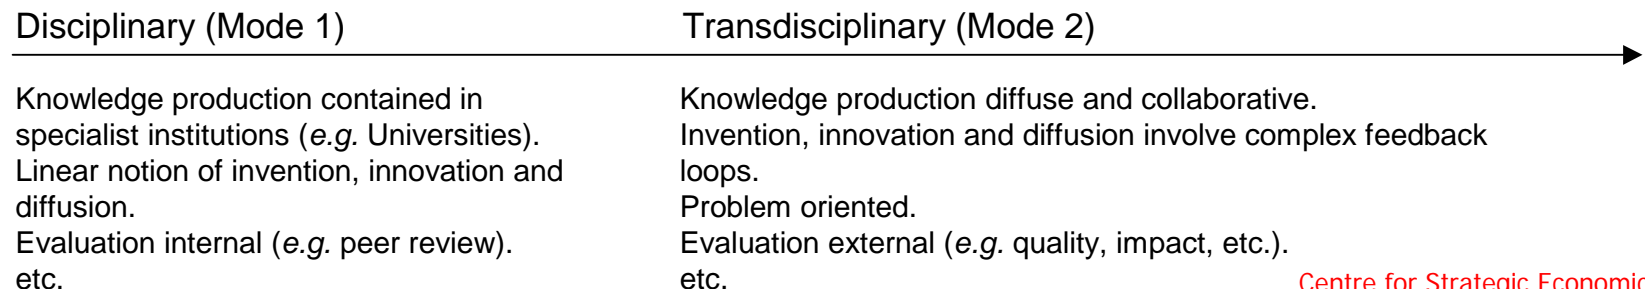 Disciplinary (Mode 1)
Transdisciplinary (Mode 2)
Knowledge production contained in
specialist institutions (e.g. Universities).
Linear notion of invention, innovation and
diffusion.
Evaluation internal (e.g. peer review).
etc.
Knowledge production diffuse and collaborative.
Invention, innovation and diffusion involve complex feedback
loops.
Problem oriented.
Evaluation external (e.g. quality, impact, etc.).
etc.
Centre for Strategic Economic